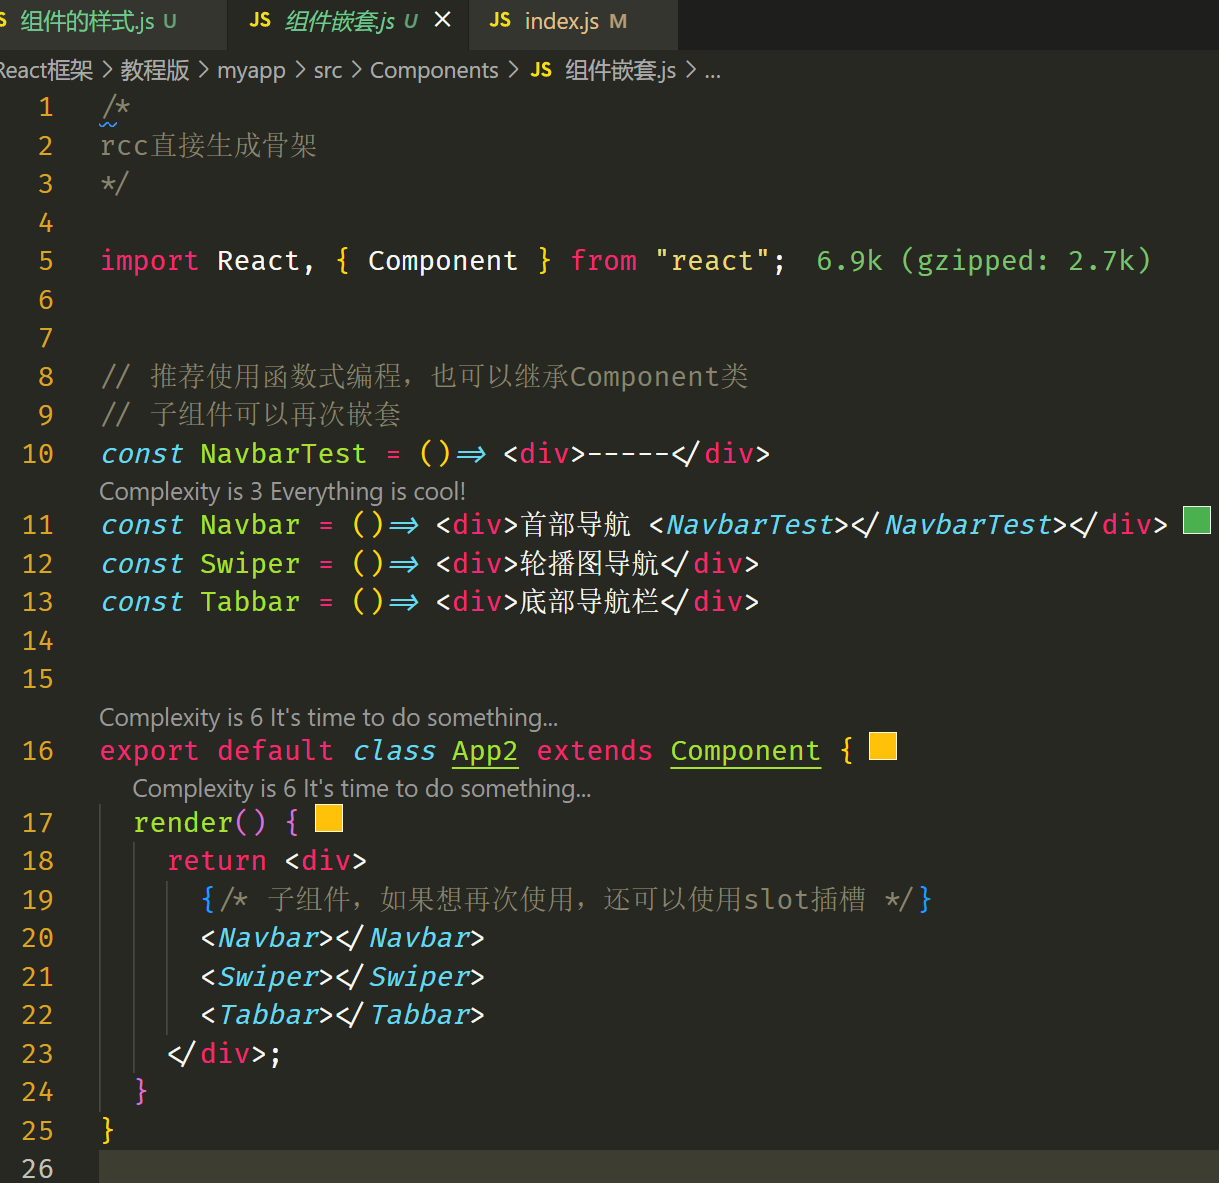 S 组件的样式.js U JS 组件嵌套.js U JS index.js M
React框架 > 教程版 > myapp > src > Components > JS 组件嵌套.js > ...
1 /*
2 rcc直接生成骨架
3 */
4
5 import React, { Component } from "react"; 6.9k (gzipped: 2.7k)
6
7
8 // 推荐使用函数式编程，也可以继承Component类
9 // 子组件可以再次嵌套
10 const NavbarTest = ()=> <div>-----</div>
Complexity is 3 Everything is cool!
11 const Navbar = ()=> <div>首部导航 <NavbarTest></NavbarTest></div>
12 const Swiper = ()=> <div>轮播图导航</div>
13 const Tabbar = ()=> <div>底部导航栏</div>
14
15
Complexity is 6 It's time to do something...
16 export default class App2 extends Component {
Complexity is 6 It's time to do something...
17 render() {
18 return <div>
19 {/* 子组件，如果想再次使用，还可以使用slot插槽 */}
20 <Navbar></Navbar>
21 <Swiper></Swiper>
22 <Tabbar></Tabbar>
23 </div>;
24 }
25 }
26